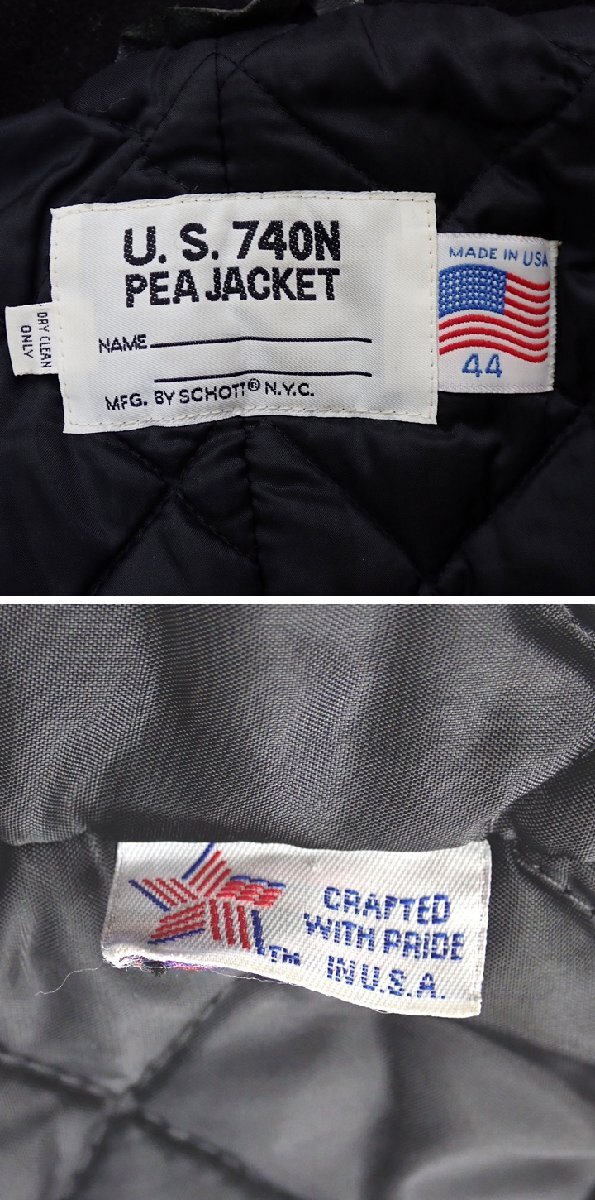 U. S. 740N
PEA JACKET
NAME
MFG. BY SCHOTT® N.Y.C.
DRY CLEAN
ONLY
MADE IN USA
44
CRAFTED
WITH PRIDE
IN U.S.A.
TM